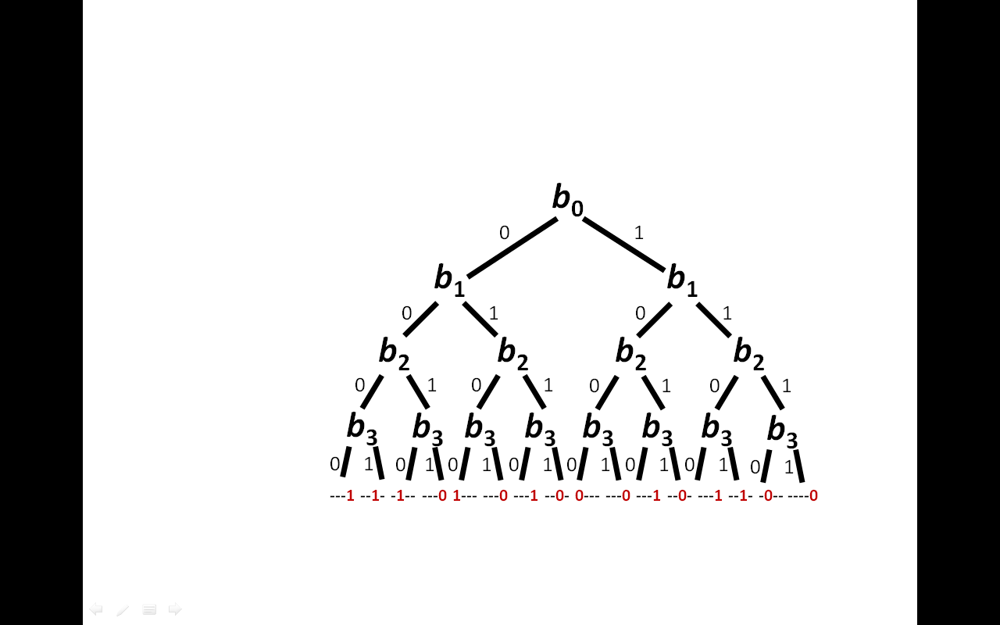 b0
0 1
b1 b1
0 1 0 1
b2 b2 b2 b2
0 1 0 1 0 1 0 1
b3 b3 b3 b3 b3 b3 b3 b3
0 1 0 1 0 1 0 1 0 1 0 1 0 1 0 1
---1 --1- -1-- ---0 1--- ---0 ---1 --0- 0--- ---0 ---1 --0- ---1 --1- -0-- ----0